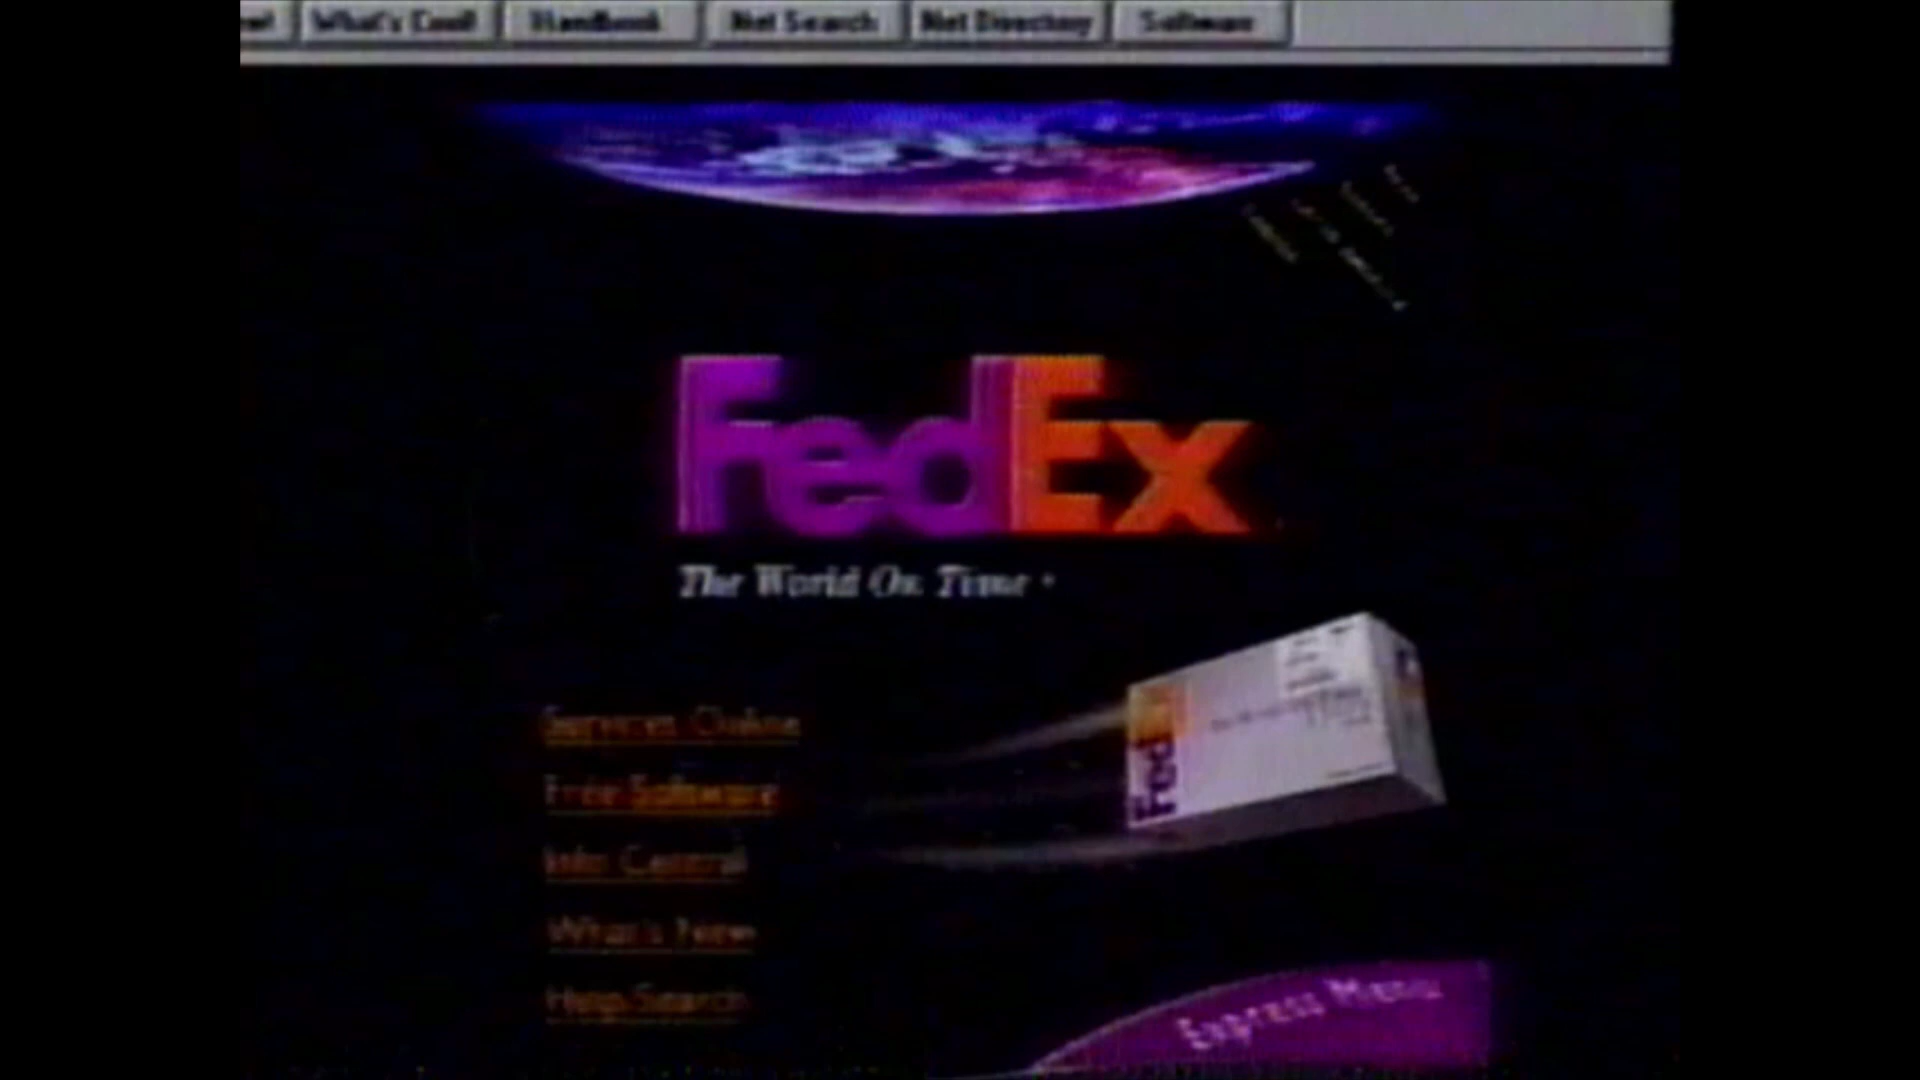 What's Cool! Handbook Net Search Net Directory Software
FedEx
The World On Time
Services Online
Free Software
FedEx
Info Central
What's New
Help/Search
Express Menu